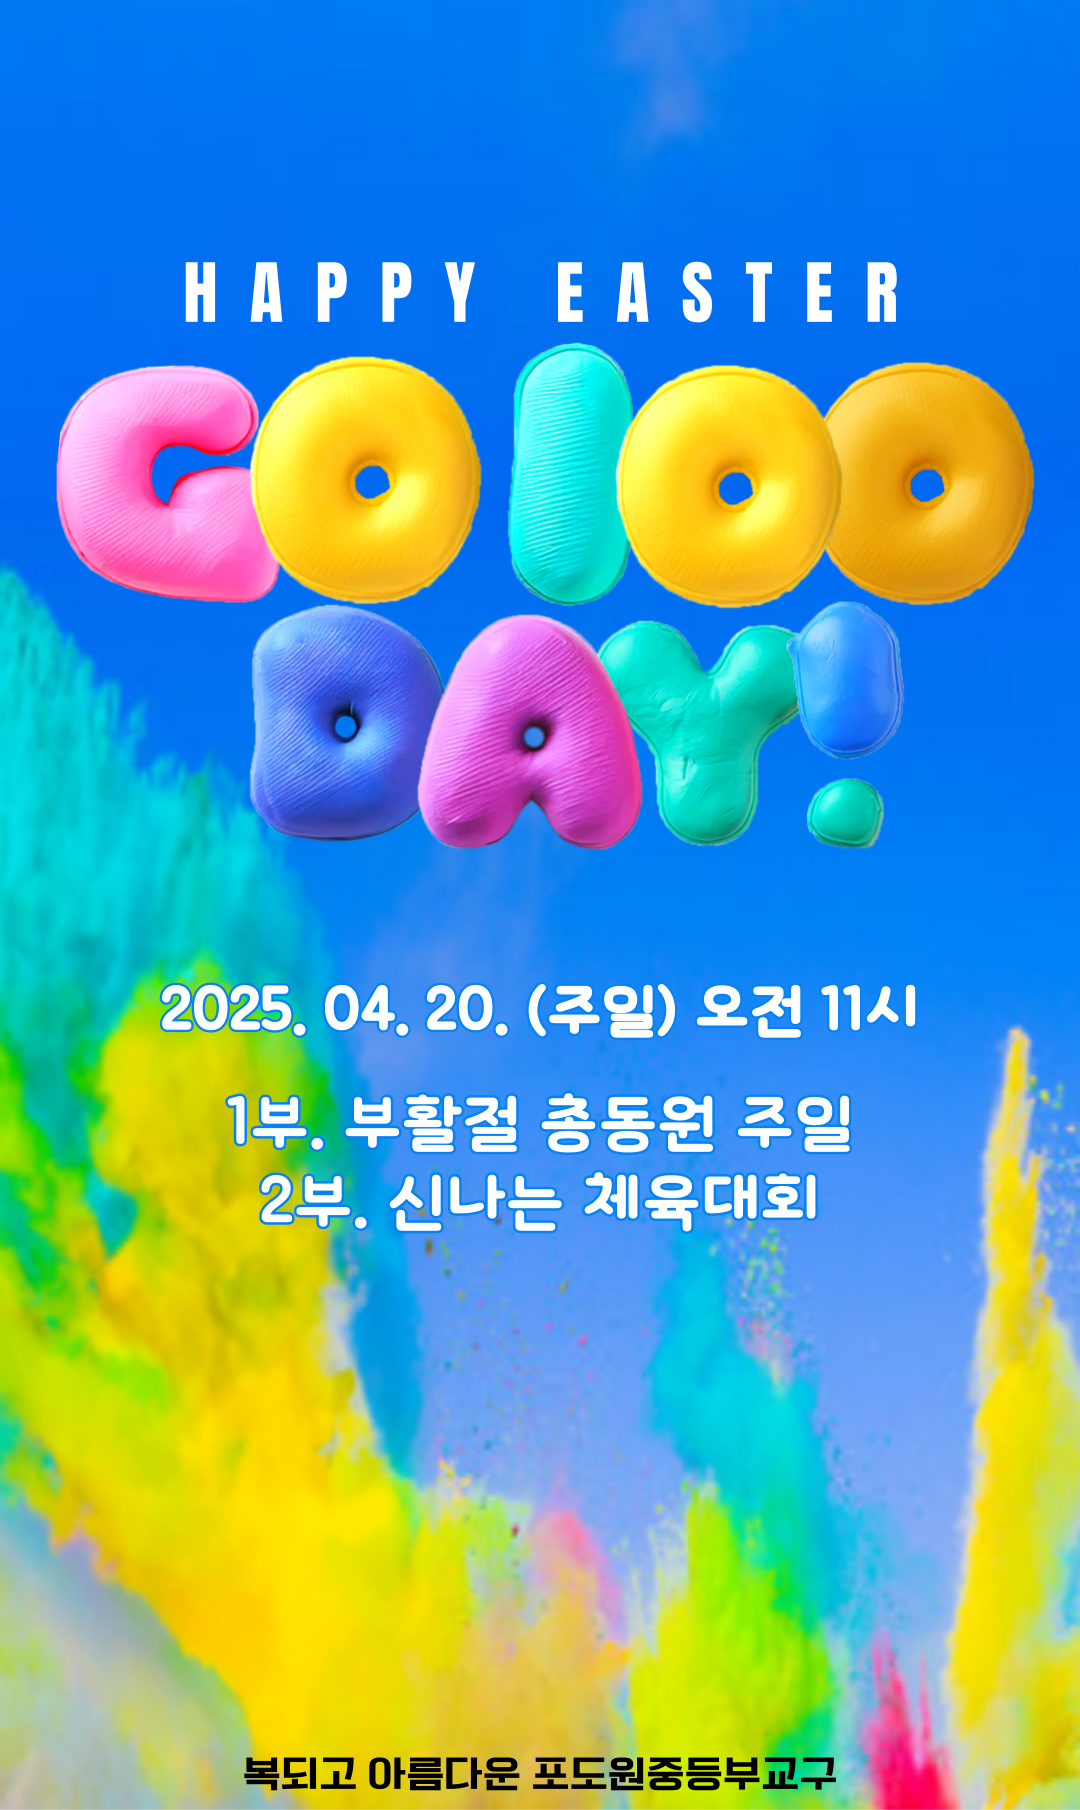 HAPPY EASTER
GO 100
DAY!
2025. 04. 20. (주일) 오전 11시
1부. 부활절 총동원 주일
2부. 신나는 체육대회
복되고 아름다운 포도원중등부교구